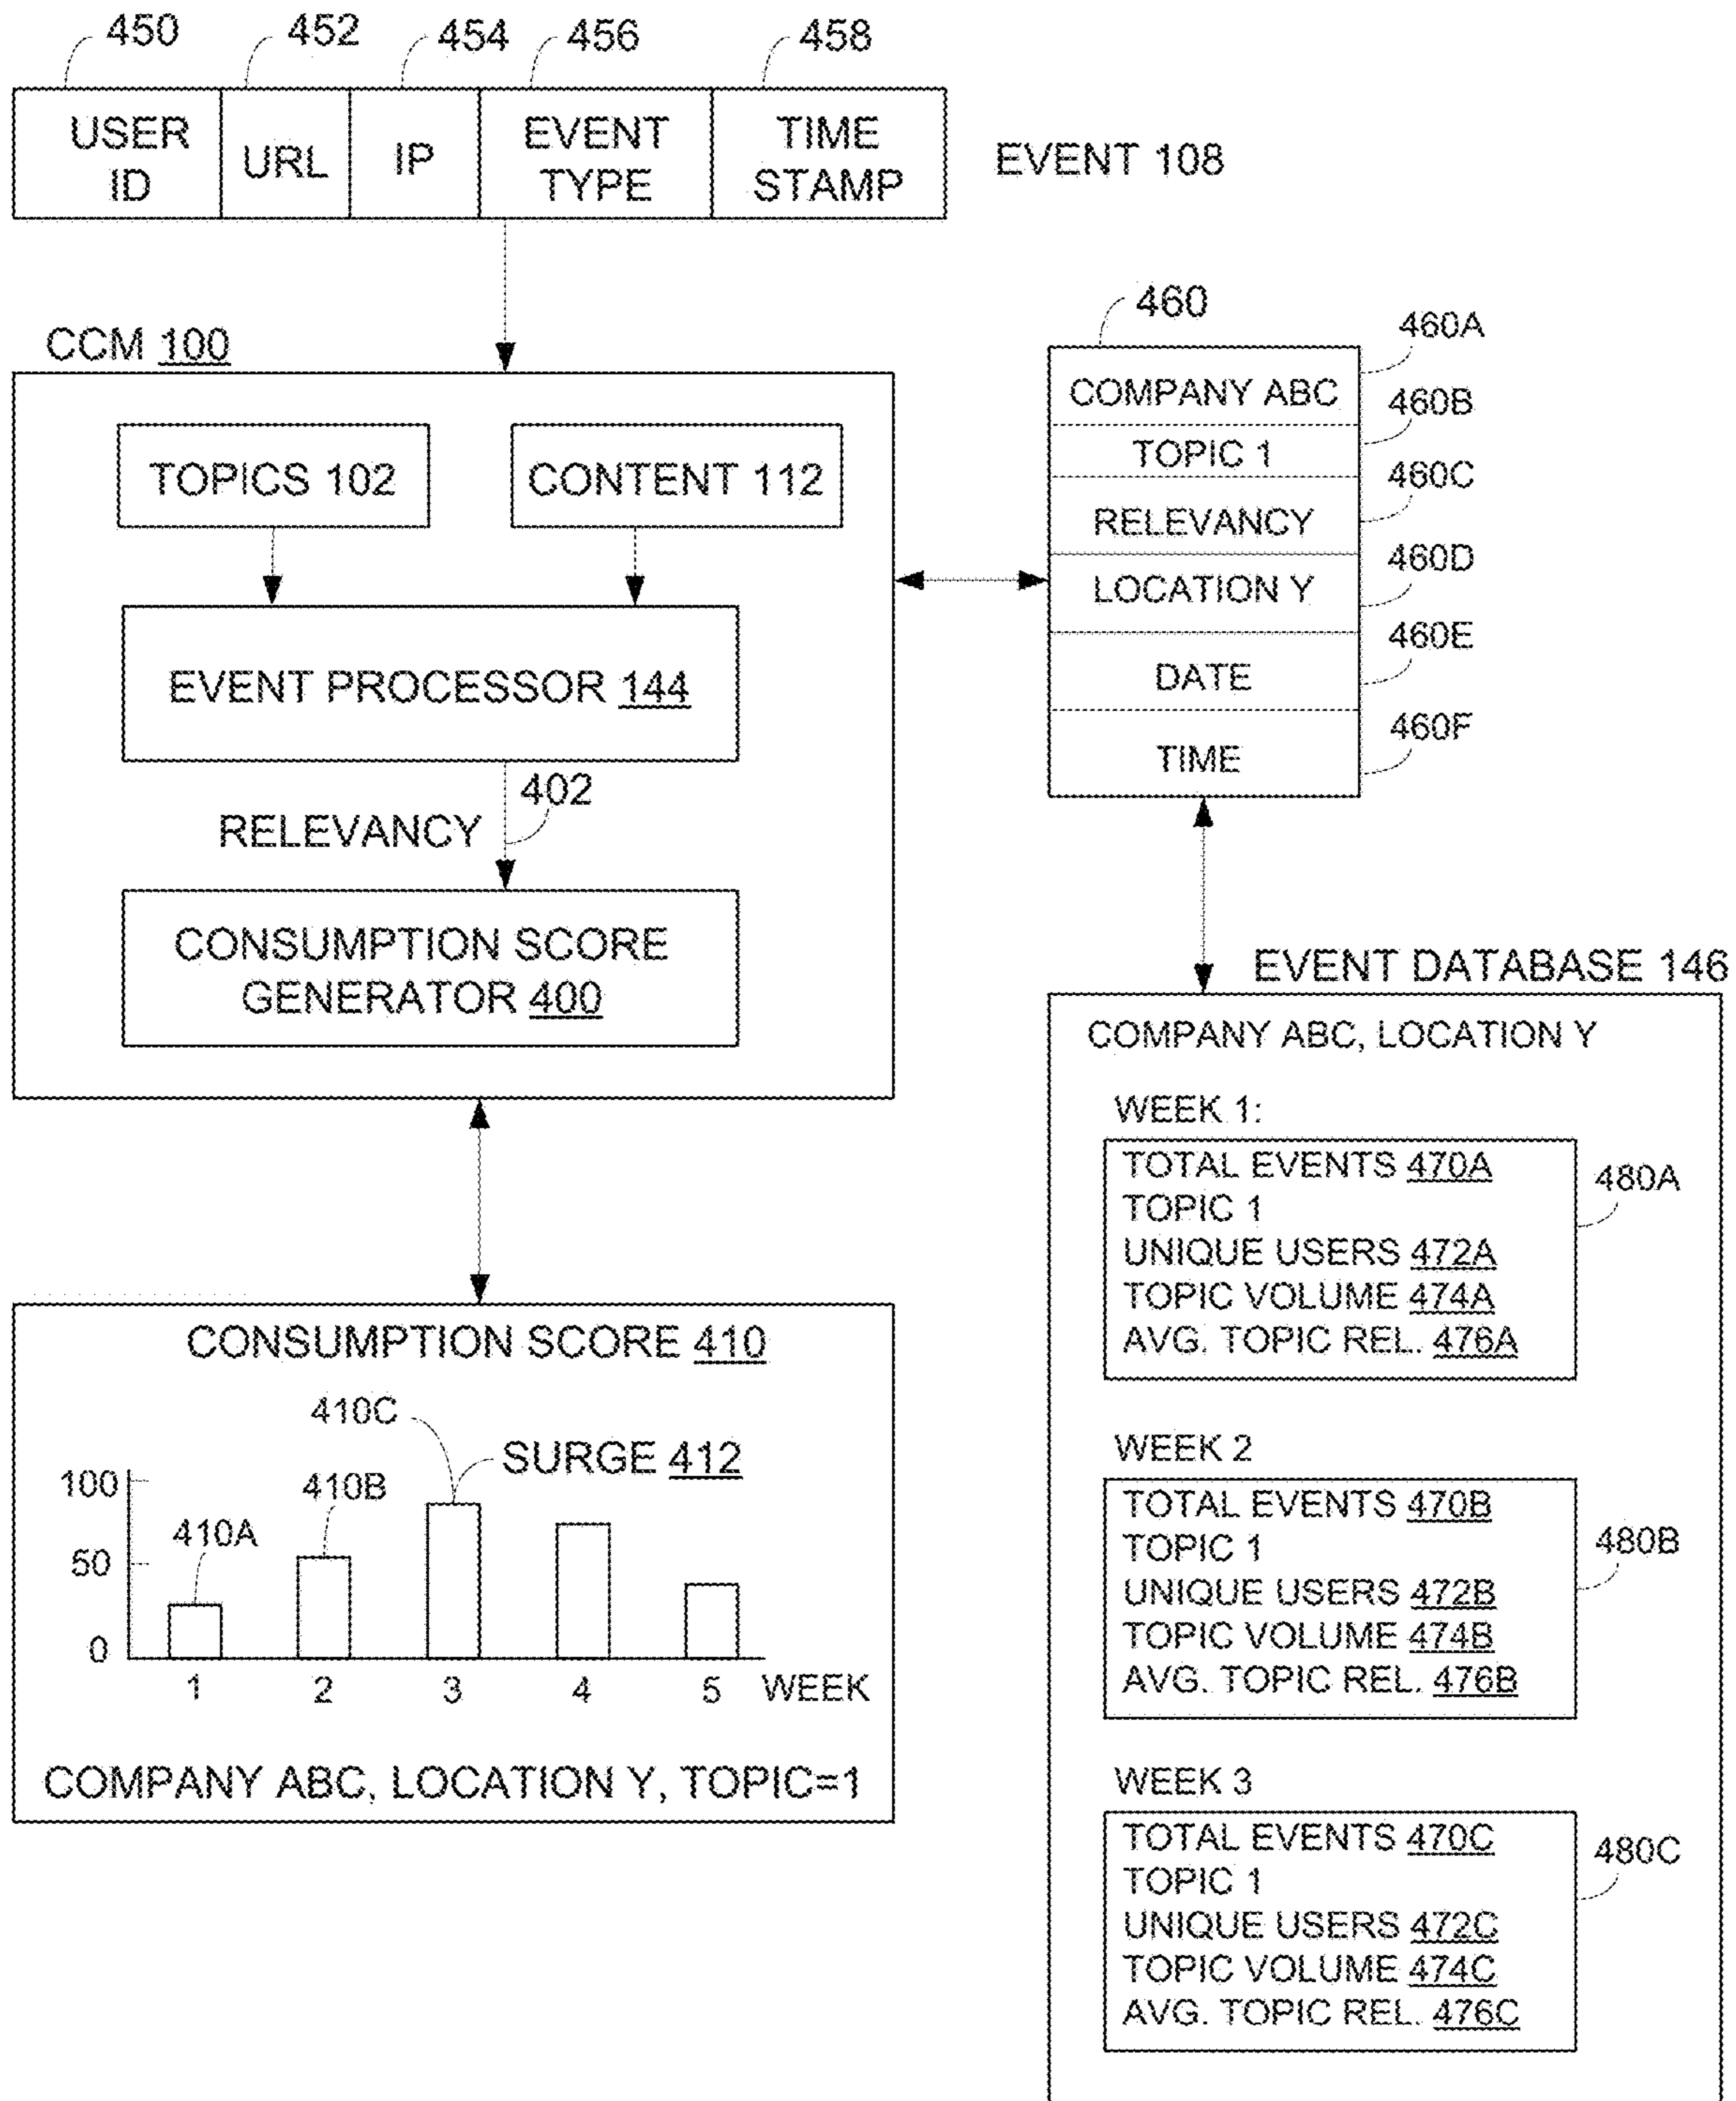 450 452 454 456 458
USER ID
URL
IP
EVENT TYPE
TIME STAMP
EVENT 108
CCM 100
TOPICS 102
CONTENT 112
EVENT PROCESSOR 144
RELEVANCY
402
CONSUMPTION SCORE
GENERATOR 400
460
COMPANY ABC
460A
TOPIC 1
460B
RELEVANCY
460C
LOCATION Y
460D
DATE
460E
TIME
460F
CONSUMPTION SCORE 410
410C
SURGE 412
410B
410A
100
50
0
1 2 3 4 5 WEEK
COMPANY ABC, LOCATION Y, TOPIC=1
EVENT DATABASE 146
COMPANY ABC, LOCATION Y
WEEK 1:
TOTAL EVENTS 470A
TOPIC 1
UNIQUE USERS 472A
TOPIC VOLUME 474A
AVG. TOPIC REL. 476A
480A
WEEK 2
TOTAL EVENTS 470B
TOPIC 1
UNIQUE USERS 472B
TOPIC VOLUME 474B
AVG. TOPIC REL. 476B
480B
WEEK 3
TOTAL EVENTS 470C
TOPIC 1
UNIQUE USERS 472C
TOPIC VOLUME 474C
AVG. TOPIC REL. 476C
480C